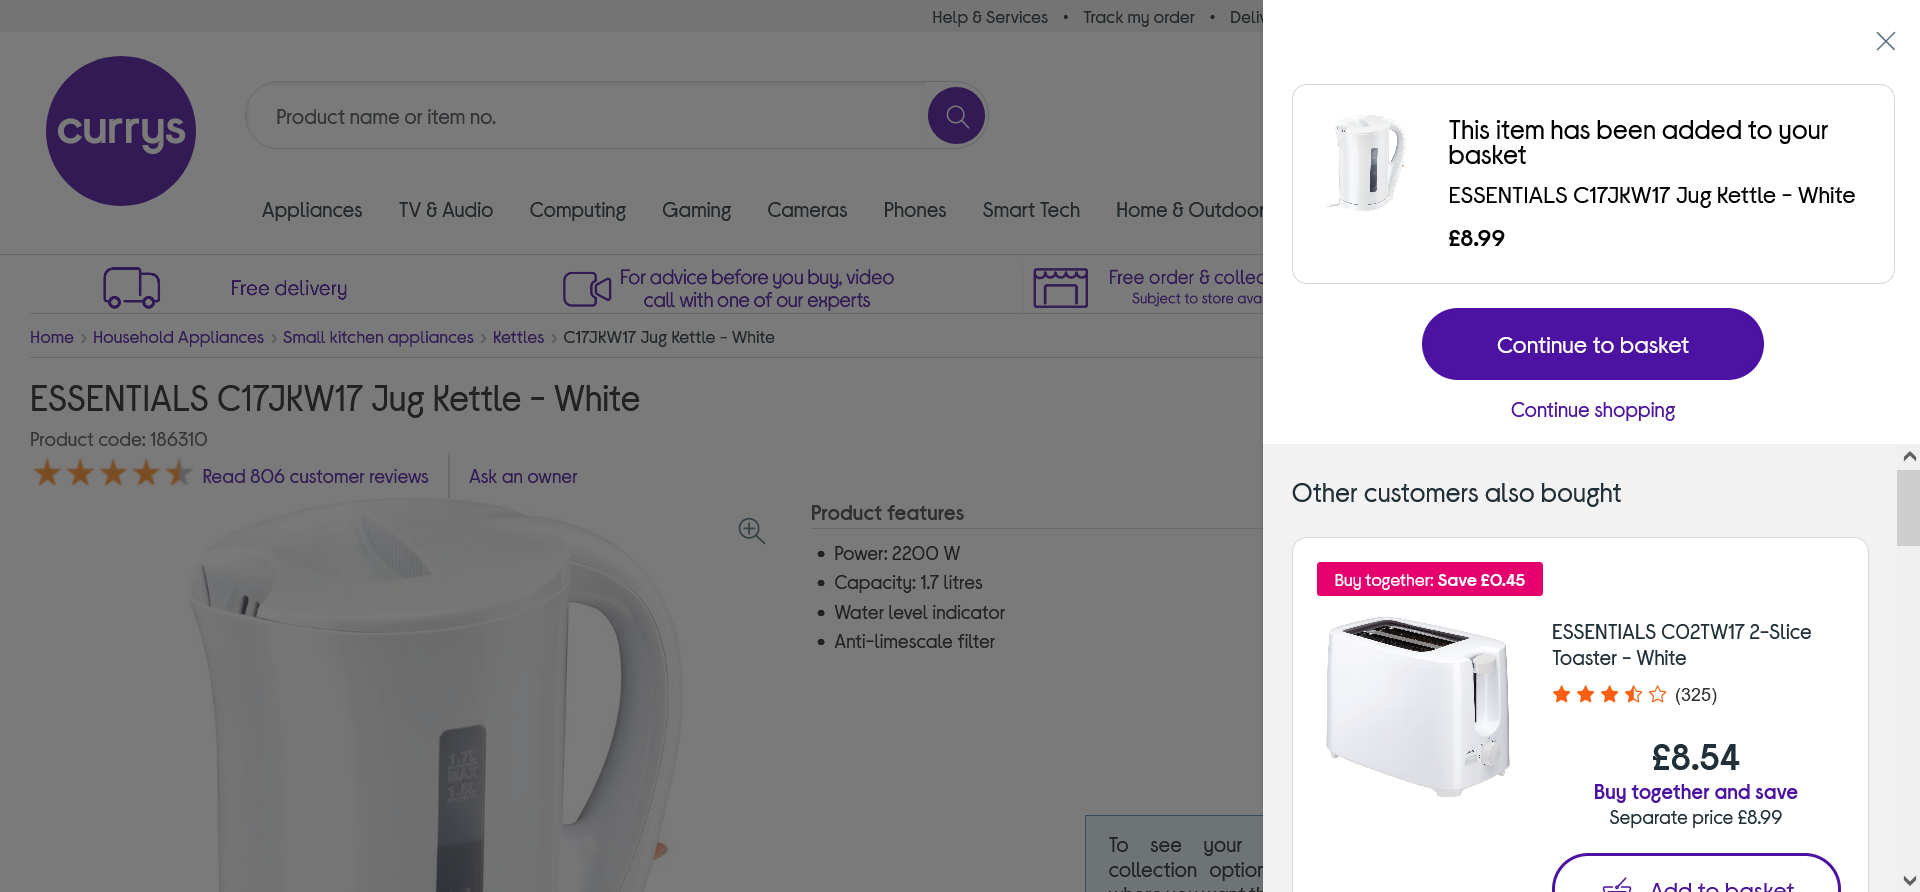 Help & Services • Track my order •
currys
Product name or item no.
Appliances TV & Audio Computing Gaming Cameras Phones Smart Tech Home & Outdoor
Free delivery
For advice before you buy, video
call with one of our experts
Free order &
Subject to store
Home › Household Appliances › Small kitchen appliances › Kettles › C17JKW17 Jug Kettle - White
ESSENTIALS C17JKW17 Jug Kettle - White
Product code: 186310
Read 806 customer reviews
Ask an owner
Product features
• Power: 2200 W
• Capacity: 1.7 litres
• Water level indicator
• Anti-limescale filter
1.7L
MAX
1.5L
To see your
collection
This item has been added to your
basket
ESSENTIALS C17JKW17 Jug Kettle - White
£8.99
Continue to basket
Continue shopping
Other customers also bought
Buy together: Save £0.45
ESSENTIALS C02TW17 2-Slice
Toaster - White
(325)
£8.54
Buy together and save
Separate price £8.99
Add to basket